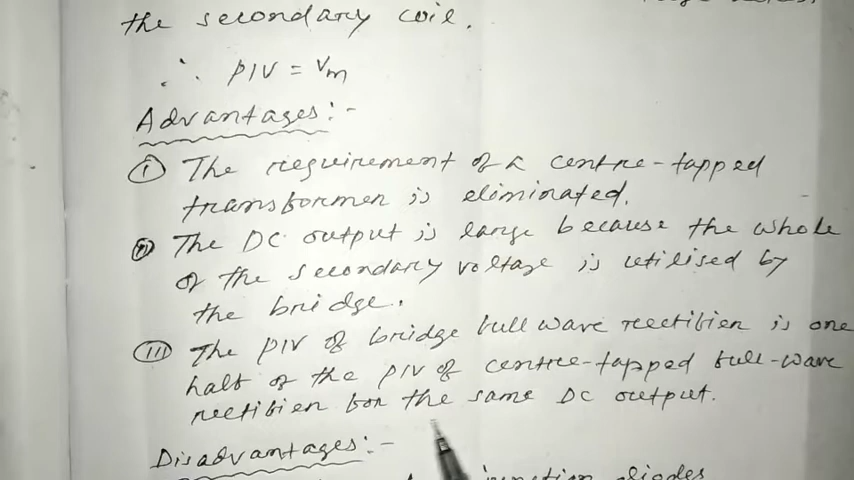 the secondary coil.
∴ PIV = Vm
Advantages:-
(i) The requirement of a centre-tapped
transformer is eliminated.
(ii) The DC output is large because the whole
of the secondary voltage is utilised by
the bridge.
(iii) The PIV of bridge full wave rectifier is one
half of the PIV of centre-tapped full-wave
rectifier for the same DC output.
Disadvantages:-
junction diodes